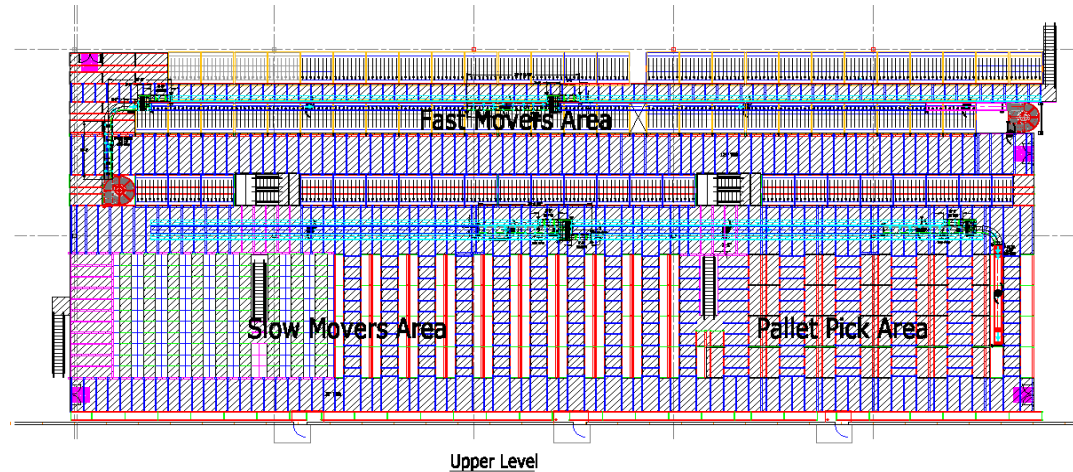 Fast Movers Area
Slow Movers Area
Pallet Pick Area
Upper Level